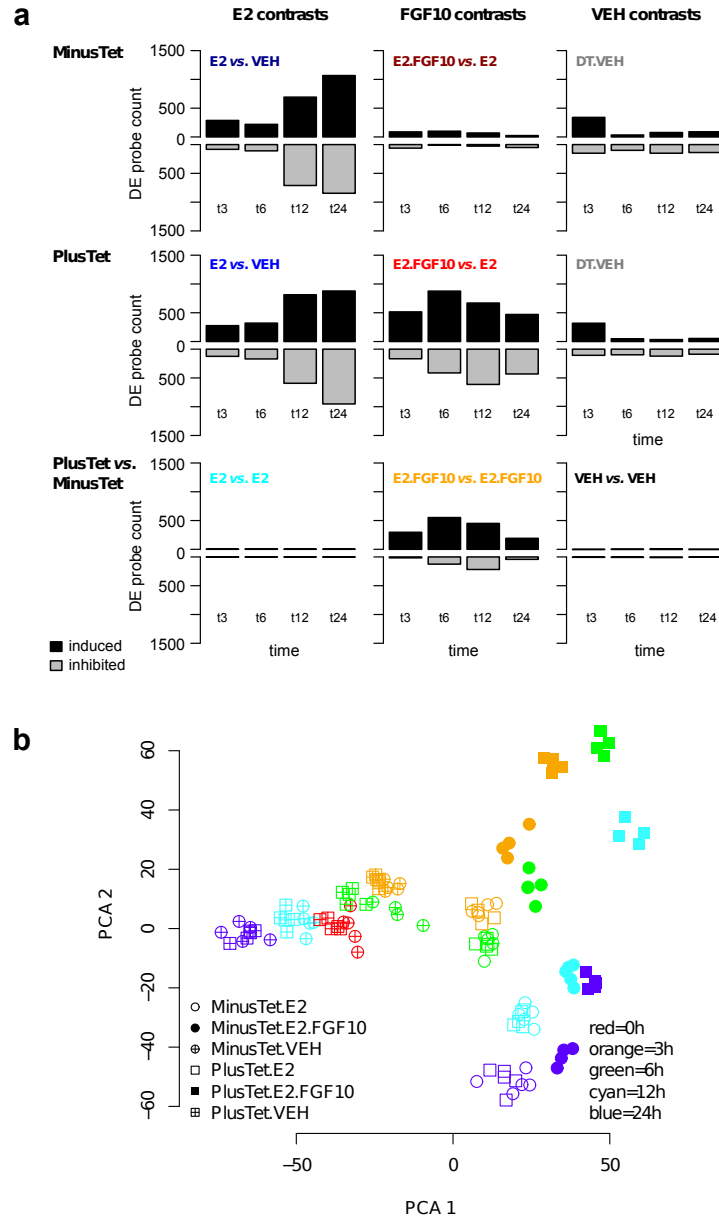 a
E2 contrasts FGF10 contrasts VEH contrasts
MinusTet
E2 vs. VEH E2.FGF10 vs. E2 DT.VEH
DE probe count
1500
500
0
500
1500
t3 t6 t12 t24 t3 t6 t12 t24 t3 t6 t12 t24
PlusTet
E2 vs. VEH E2.FGF10 vs. E2 DT.VEH
DE probe count
1500
500
0
500
1500
t3 t6 t12 t24 t3 t6 t12 t24 t3 t6 t12 t24
time
PlusTet vs.
MinusTet
E2 vs. E2 E2.FGF10 vs. E2.FGF10 VEH vs. VEH
DE probe count
1500
500
0
500
1500
t3 t6 t12 t24 t3 t6 t12 t24 t3 t6 t12 t24
time time
induced
inhibited
b
PCA 2
60
40
20
0
−20
−40
−60
MinusTet.E2
MinusTet.E2.FGF10
MinusTet.VEH
PlusTet.E2
PlusTet.E2.FGF10
PlusTet.VEH
red=0h
orange=3h
green=6h
cyan=12h
blue=24h
−50 0 50
PCA 1